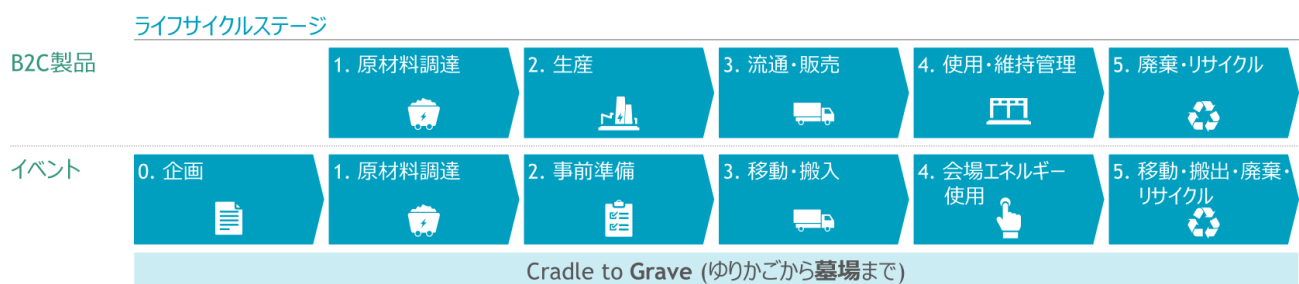 ライフサイクルステージ
B2C製品
1. 原材料調達
2. 生産
3. 流通・販売
4. 使用・維持管理
5. 廃棄・リサイクル
イベント
0. 企画
1. 原材料調達
2. 事前準備
3. 移動・搬入
4. 会場エネルギー
使用
5. 移動・搬出・廃棄・
リサイクル
Cradle to Grave (ゆりかごから墓場まで)